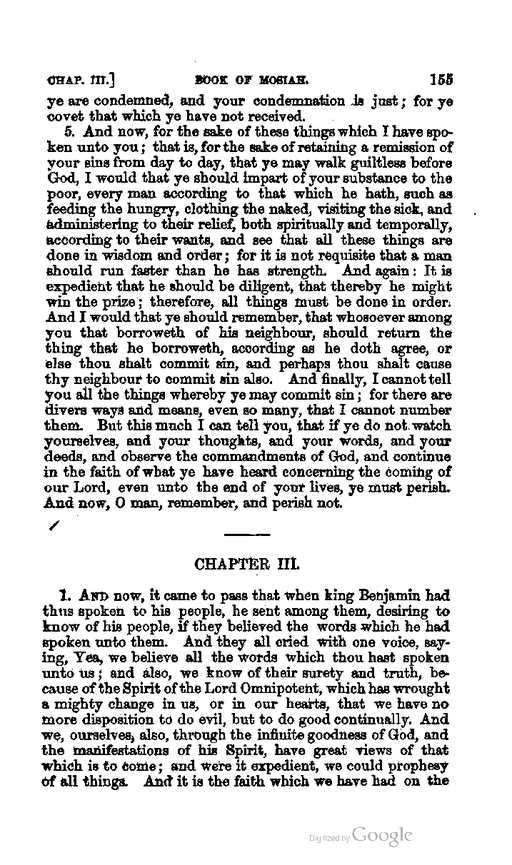 CHAP. III.] BOOK OF MOSIAH. 155
ye are condemned, and your condemnation is just; for ye
covet that which ye have not received.
5. And now, for the sake of these things which I have spo-
ken unto you; that is, for the sake of retaining a remission of
your sins from day to day, that ye may walk guiltless before
God, I would that ye should impart of your substance to the
poor, every man according to that which he hath, such as
feeding the hungry, clothing the naked, visiting the sick, and
administering to their relief, both spiritually and temporally,
according to their wants, and see that all these things are
done in wisdom and order; for it is not requisite that a man
should run faster than he has strength. And again: It is
expedient that he should be diligent, that thereby he might
win the prize; therefore, all things must be done in order.
And I would that ye should remember, that whosoever among
you that borroweth of his neighbour, should return the
thing that he borroweth, according as he doth agree, or
else thou shalt commit sin, and perhaps thou shalt cause
thy neighbour to commit sin also. And finally, I cannot tell
you all the things whereby ye may commit sin; for there are
divers ways and means, even so many, that I cannot number
them. But this much I can tell you, that if ye do not watch
yourselves, and your thoughts, and your words, and your
deeds, and observe the commandments of God, and continue
in the faith of what ye have heard concerning the coming of
our Lord, even unto the end of your lives, ye must perish.
And now, O man, remember, and perish not.
CHAPTER III.
1. AND now, it came to pass that when king Benjamin had
thus spoken to his people, he sent among them, desiring to
know of his people, if they believed the words which he had
spoken unto them. And they all cried with one voice, say-
ing, Yea, we believe all the words which thou hast spoken
unto us; and also, we know of their surety and truth, be-
cause of the Spirit of the Lord Omnipotent, which has wrought
a mighty change in us, or in our hearts, that we have no
more disposition to do evil, but to do good continually. And
we, ourselves, also, through the infinite goodness of God, and
the manifestations of his Spirit, have great views of that
which is to come; and were it expedient, we could prophesy
of all things. And it is the faith which we have had on the
Digitized by Google